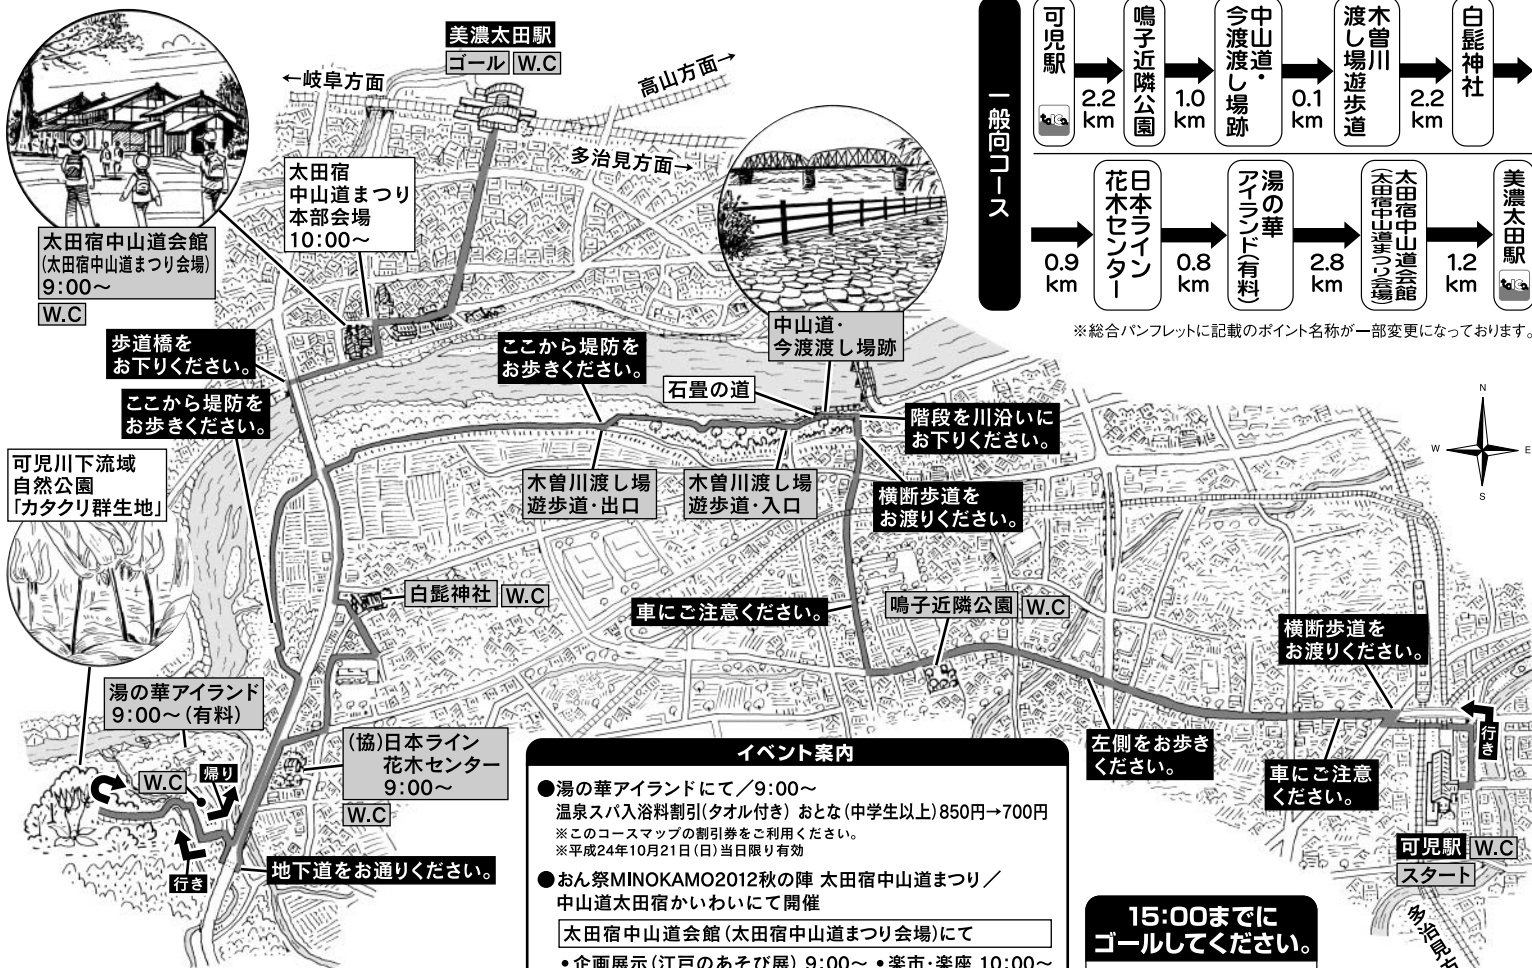 一般向コース
可児駅
2.2
km
鳴子近隣公園
1.0
km
中山道・
今渡渡し場跡
0.1
km
木曽川
渡し場遊歩道
2.2
km
白髭神社
0.9
km
日本ライン
花木センター
0.8
km
湯の華
アイランド(有料)
2.8
km
太田宿中山道会館
(太田宿中山道まつり会場)
1.2
km
美濃太田駅
※総合パンフレットに記載のポイント名称が一部変更になっております。
美濃太田駅
ゴール W.C
←岐阜方面
高山方面→
多治見方面→
太田宿
中山道まつり
本部会場
10:00～
太田宿中山道会館
(太田宿中山道まつり会場)
9:00～
W.C
歩道橋を
お下りください。
ここから堤防を
お歩きください。
ここから堤防を
お歩きください。
中山道・
今渡渡し場跡
石畳の道
階段を川沿いに
お下りください。
木曽川渡し場
遊歩道・出口
木曽川渡し場
遊歩道・入口
横断歩道を
お渡りください。
N
W
E
S
可児川下流域
自然公園
「カタクリ群生地」
白髭神社 W.C
車にご注意ください。
鳴子近隣公園 W.C
横断歩道を
お渡りください。
湯の華アイランド
9:00～(有料)
W.C
帰り
行き
(協)日本ライン
花木センター
9:00～
W.C
地下道をお通りください。
左側をお歩き
ください。
車にご注意
ください。
行き
可児駅 W.C
スタート
イベント案内
●湯の華アイランドにて／9:00～
温泉スパ入浴料割引(タオル付き) おとな(中学生以上)850円→700円
※このコースマップの割引券をご利用ください。
※平成24年10月21日(日)当日限り有効
●おん祭MINOKAMO2012秋の陣 太田宿中山道まつり／
中山道太田宿かいわいにて開催
太田宿中山道会館(太田宿中山道まつり会場)にて
•企画展示(江戸のあそび展) 9:00～ •楽市・楽座 10:00～
15:00までに
ゴールしてください。
多治見